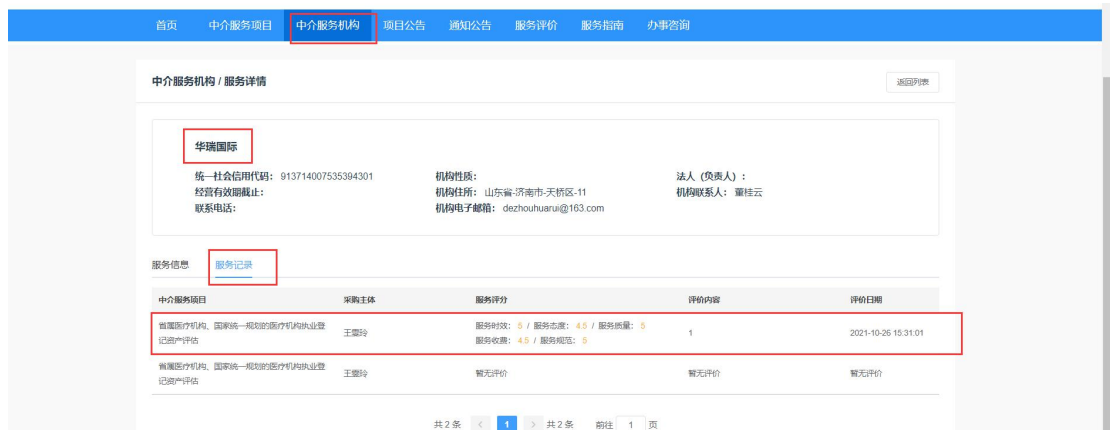 首页 中介服务项目 中介服务机构 项目公告 通知公告 服务评价 服务指南 办事咨询
中介服务机构 / 服务详情 返回列表
华瑞国际
统一社会信用代码： 913714007535394301 机构性质： 法人（负责人）：
经营有效期截止： 机构住所： 山东省-济南市-天桥区-11 机构联系人： 董桂云
联系电话： 机构电子邮箱： dezhouhuarui@163.com
服务信息 服务记录
中介服务项目 采购主体 服务评分 评价内容 评价日期
省属医疗机构、国家统一规划的医疗机构执业登 服务时效： 5 / 服务态度： 4.5 / 服务质量： 5
记资产评估 王雪玲 服务收费： 4.5 / 服务规范： 5 1 2021-10-26 15:31:01
省属医疗机构、国家统一规划的医疗机构执业登
记资产评估 王雪玲 暂无评价 暂无评价 暂无评价
共 2 条 < 1 > 共 2 条 前往 1 页